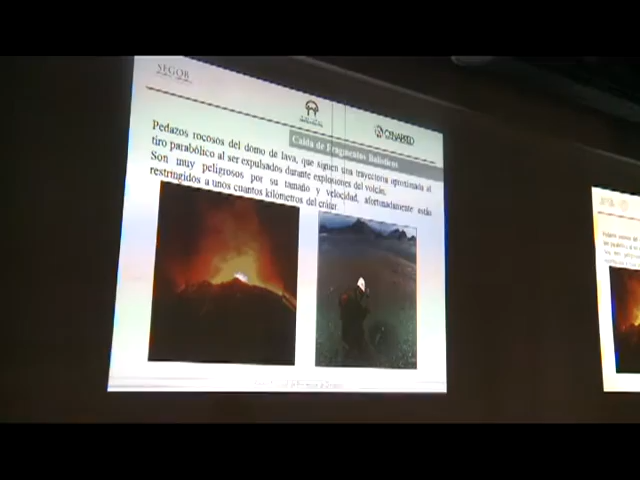 SEGOB
CENAPRED
Caída de Fragmentos Balísticos
Pedazos rocosos del domo de lava, que siguen una trayectoria aproximada al
tiro parabólico al ser expulsados durante explosiones del volcán.
Son muy peligrosos por su tamaño y velocidad, afortunadamente están
restringidos a unos cuantos kilómetros del cráter.